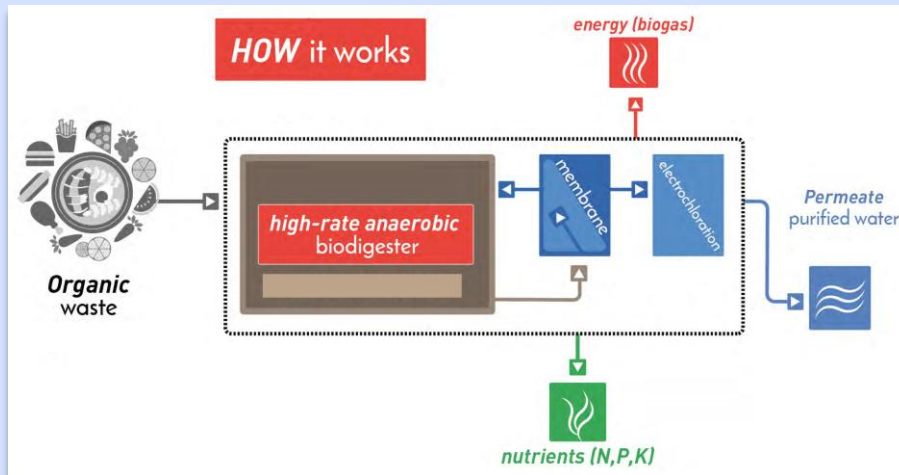 HOW it works
energy (biogas)
Organic
waste
high-rate anaerobic
biodigester
membrane
electrochloration
Permeate
purified water
nutrients (N,P,K)